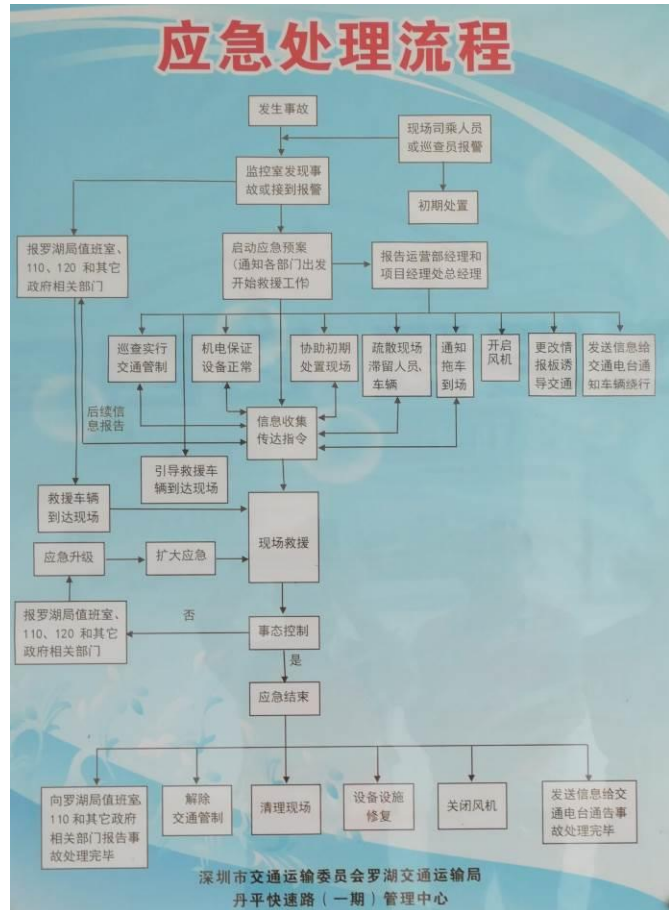 应急处理流程
发生事故
现场司乘人员
或巡查员报警
监控室发现事
故或接到报警
初期处置
报罗湖局值班室、
110、120 和其它
政府相关部门
启动应急预案
(通知各部门出发
开始救援工作)
报告运营部经理和
项目经理处总经理
巡查实行
交通管制
机电保证
设备正常
协助初期
处置现场
疏散现场
滞留人员、
车辆
通知
拖车
到场
开启
风机
更改情
报板诱
导交通
发送信息给
交通电台通
知车辆绕行
后续信
息报告
信息收集
传达指令
引导救援车
辆到达现场
救援车辆
到达现场
现场救援
应急升级
扩大应急
报罗湖局值班室、
110、120 和其它
政府相关部门
否
事态控制
是
应急结束
向罗湖局值班室,
110和其它政府
相关部门报告事
故处理完毕
解除
交通管制
清理现场
设备设施
修复
关闭风机
发送信息给交
通电台通告事
故处理完毕
深圳市交通运输委员会罗湖交通运输局
丹平快速路（一期）管理中心